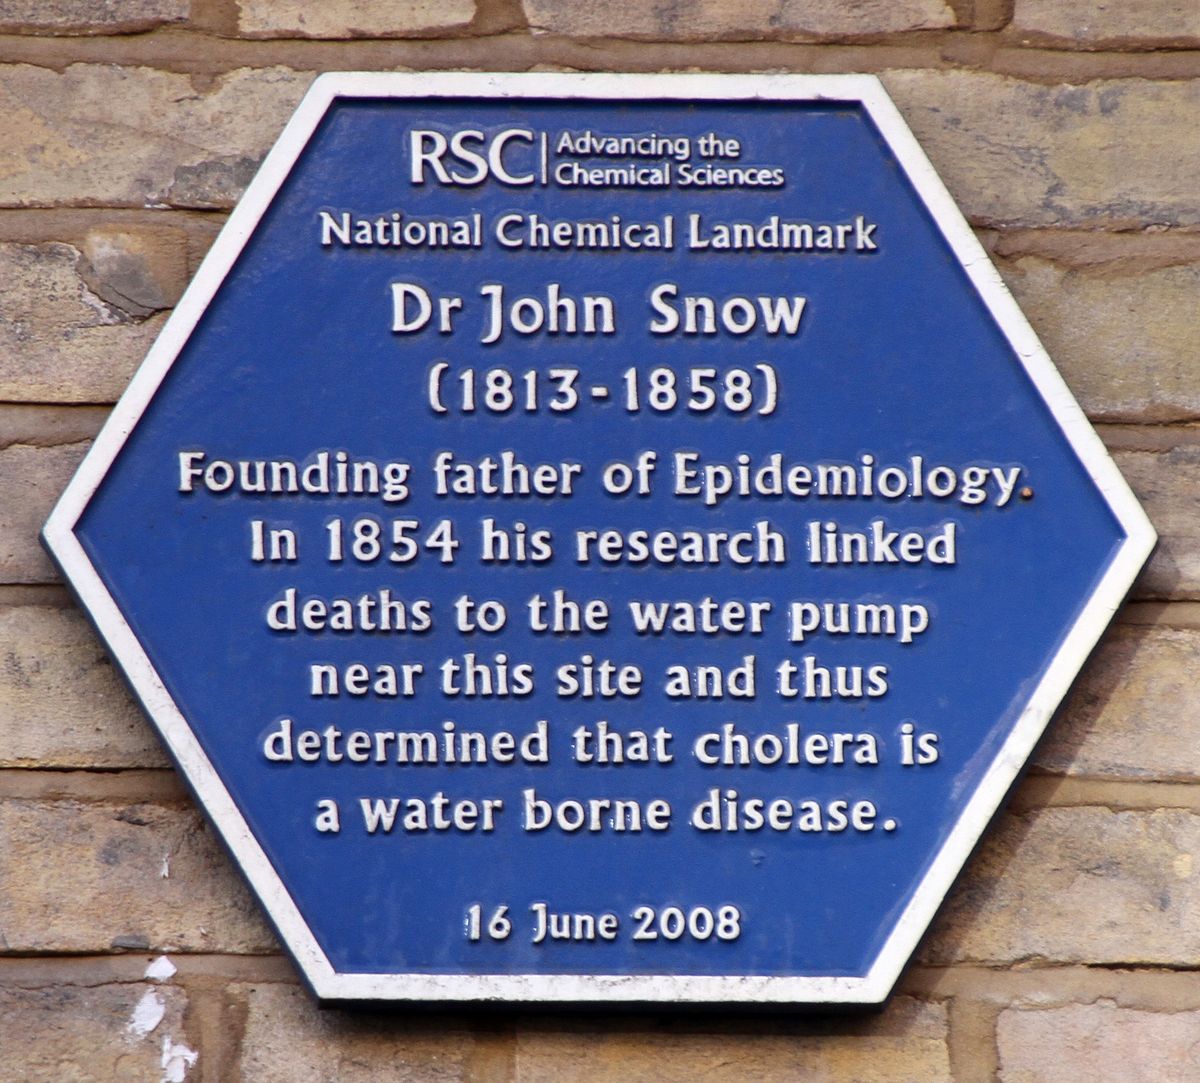 RSC | Advancing the
Chemical Sciences
National Chemical Landmark
Dr John Snow
(1813-1858)
Founding father of Epidemiology.
In 1854 his research linked
deaths to the water pump
near this site and thus
determined that cholera is
a water borne disease.
16 June 2008